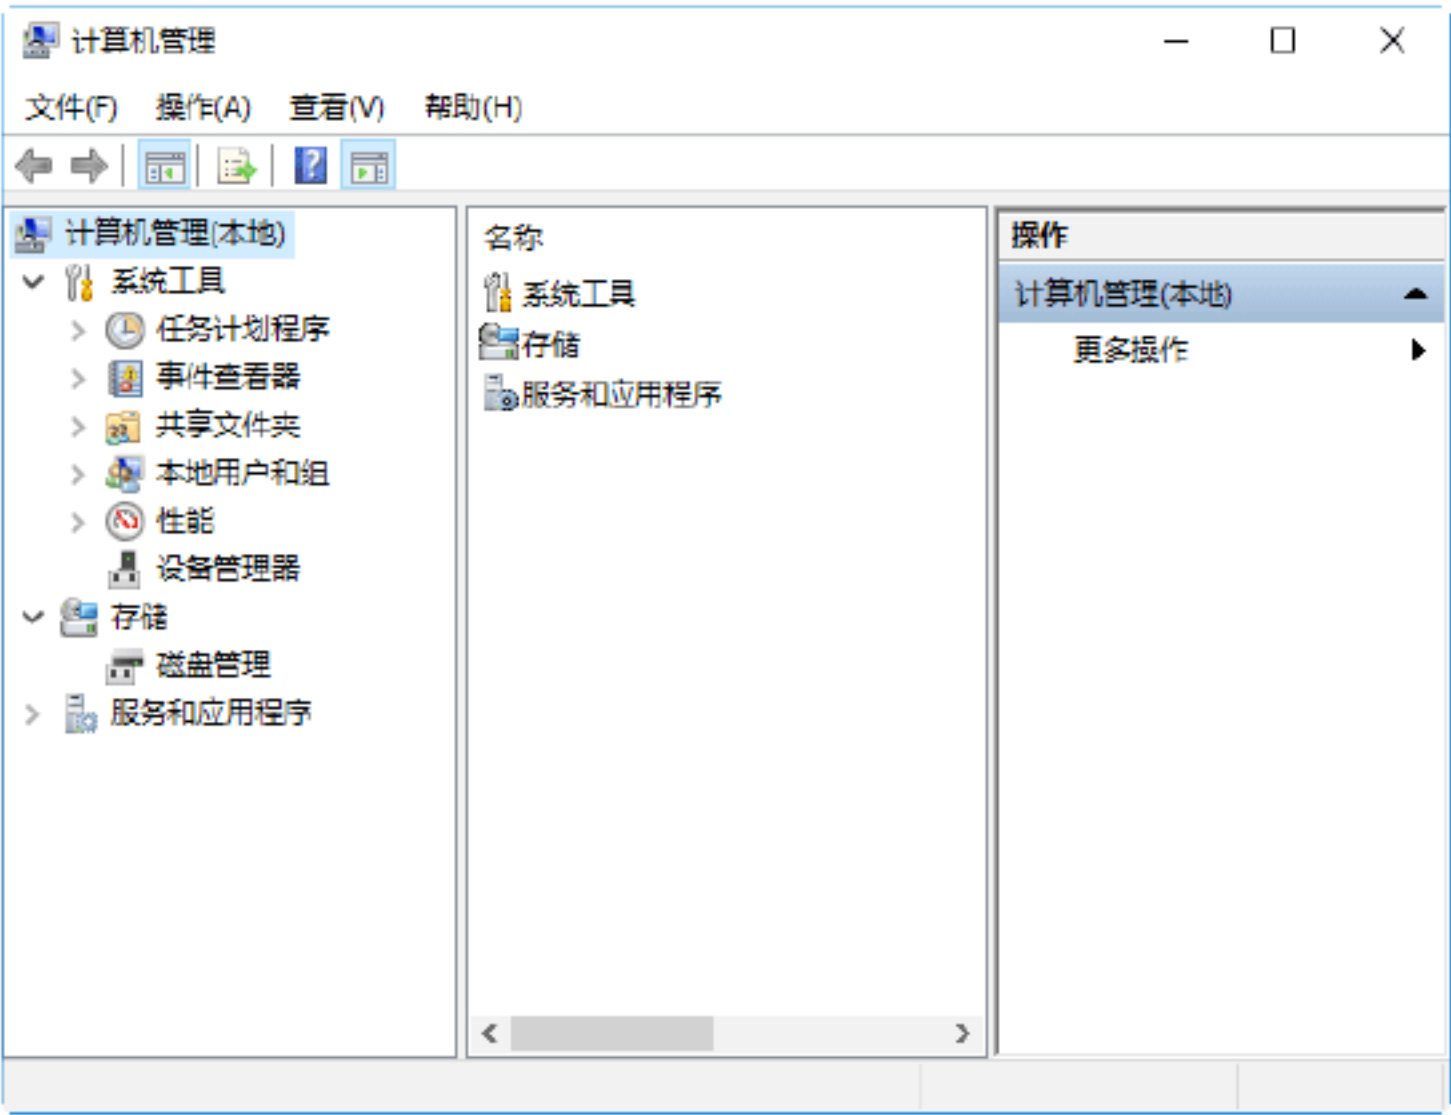 计算机管理
文件(F) 操作(A) 查看(V) 帮助(H)
计算机管理(本地)
系统工具
任务计划程序
事件查看器
共享文件夹
本地用户和组
性能
设备管理器
存储
磁盘管理
服务和应用程序
名称
系统工具
存储
服务和应用程序
操作
计算机管理(本地)
更多操作